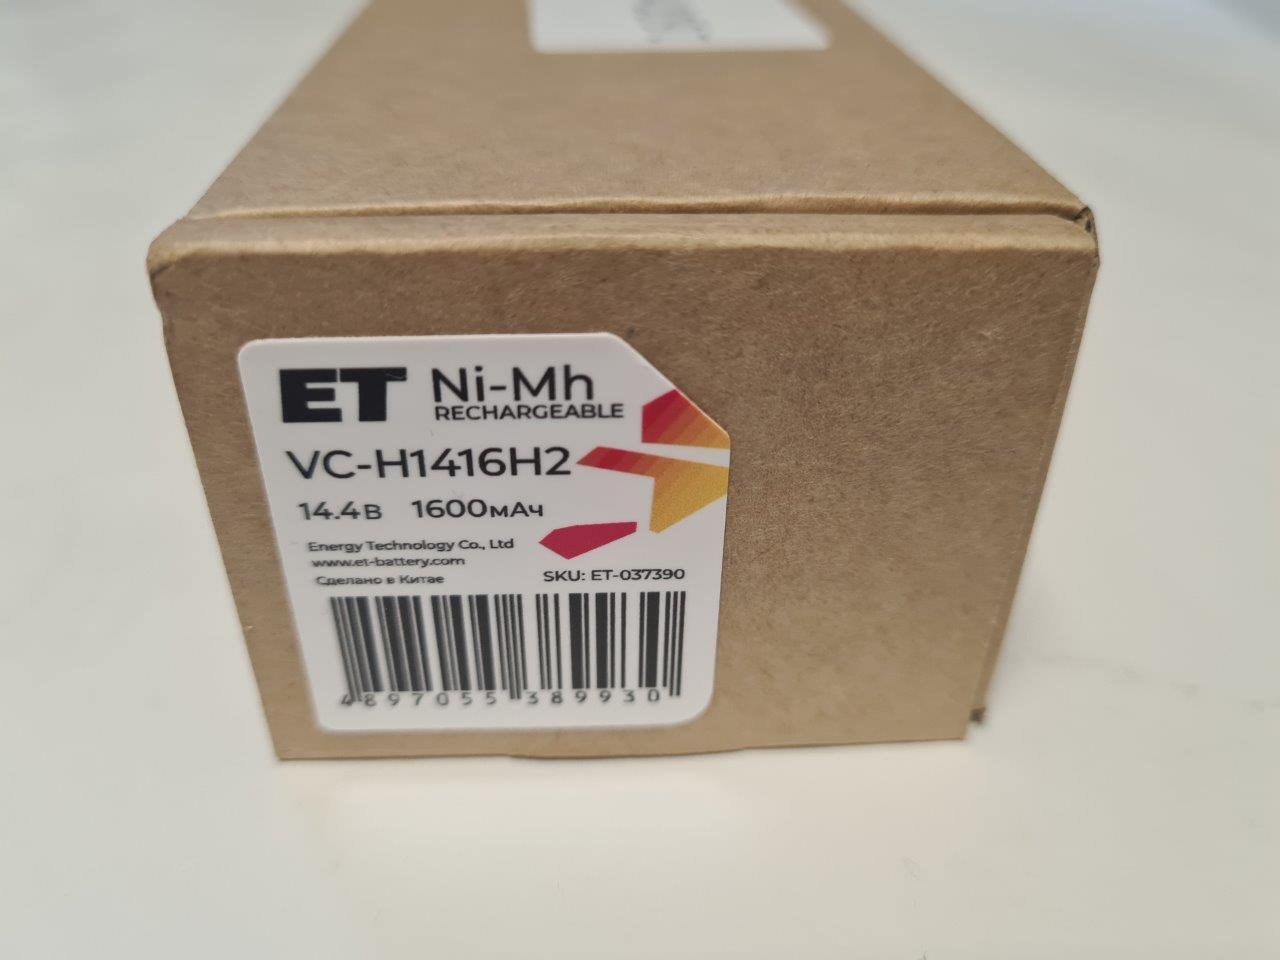 ET Ni-Mh
RECHARGEABLE
VC-H1416H2
14.4В 1600мАч
Energy Technology Co., Ltd
www.et-battery.com
Сделано в Китае
SKU: ET-037390
4897055389930